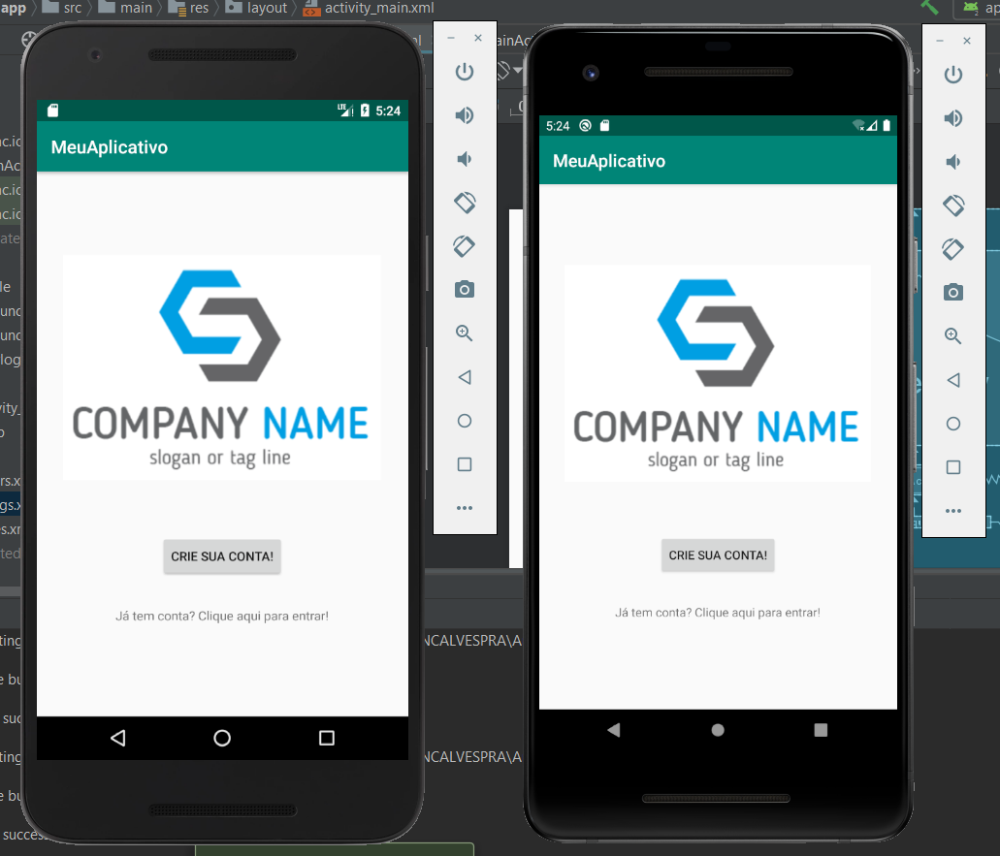 app src main res layout activity_main.xml
5:24
MeuAplicativo
COMPANY NAME
slogan or tag line
CRIE SUA CONTA!
Já tem conta? Clique aqui para entrar!
5:24
MeuAplicativo
COMPANY NAME
slogan or tag line
CRIE SUA CONTA!
Já tem conta? Clique aqui para entrar!